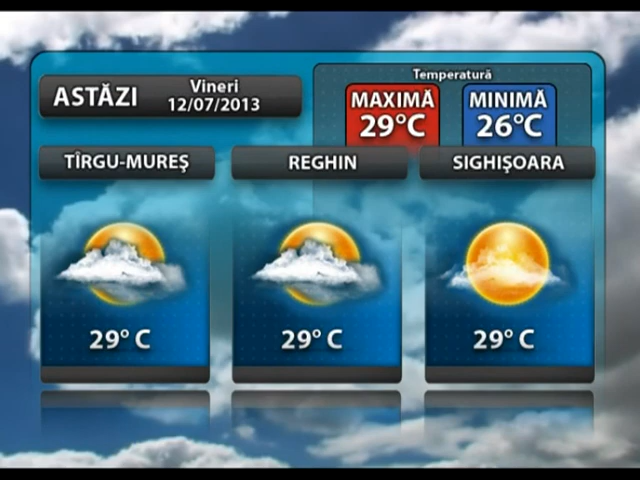 ASTĂZI
Vineri
12/07/2013
Temperatură
MAXIMĂ
29°C
MINIMĂ
26°C
TÎRGU-MUREŞ
REGHIN
SIGHIŞOARA
29° C
29° C
29° C